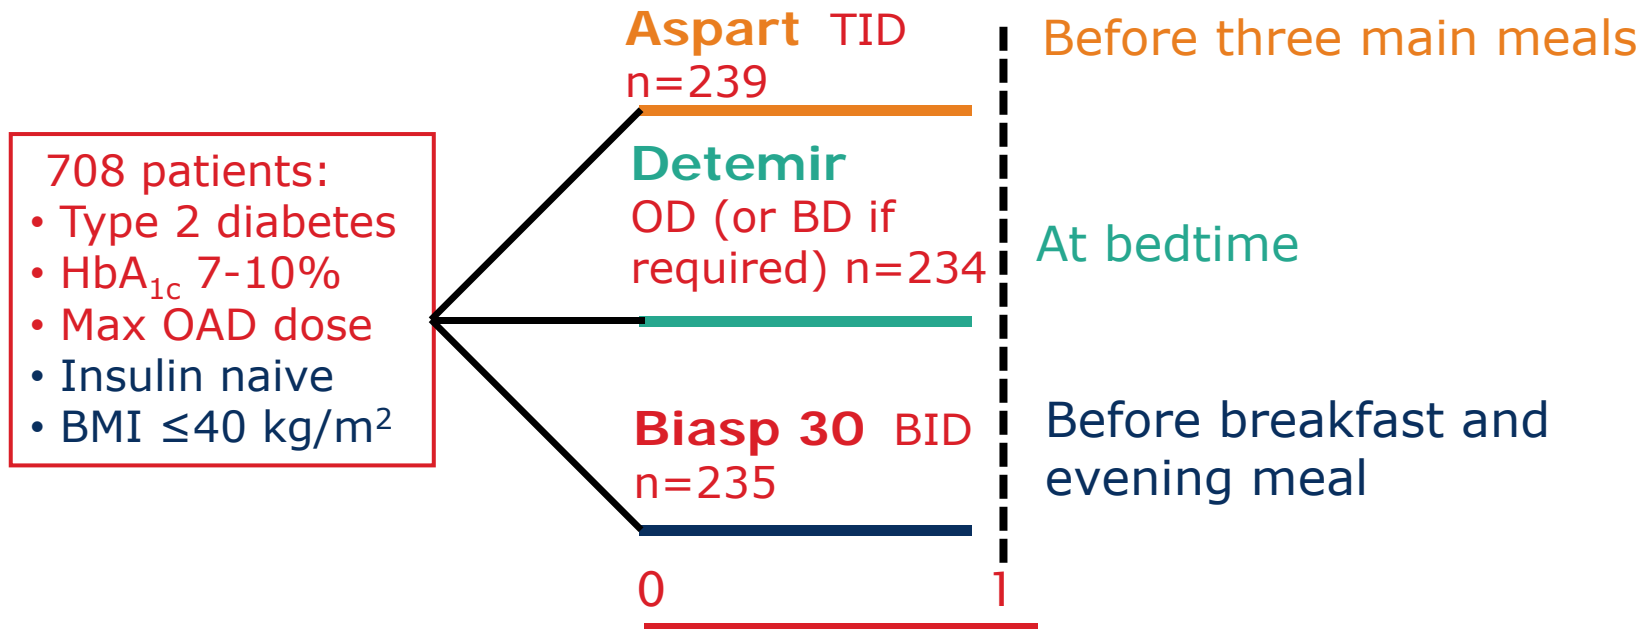 708 patients:
• Type 2 diabetes
• HbA1c 7-10%
• Max OAD dose
• Insulin naive
• BMI ≤40 kg/m²
Aspart TID
n=239
Before three main meals
Detemir
OD (or BD if
required) n=234
At bedtime
Biasp 30 BID
n=235
Before breakfast and
evening meal
0 1